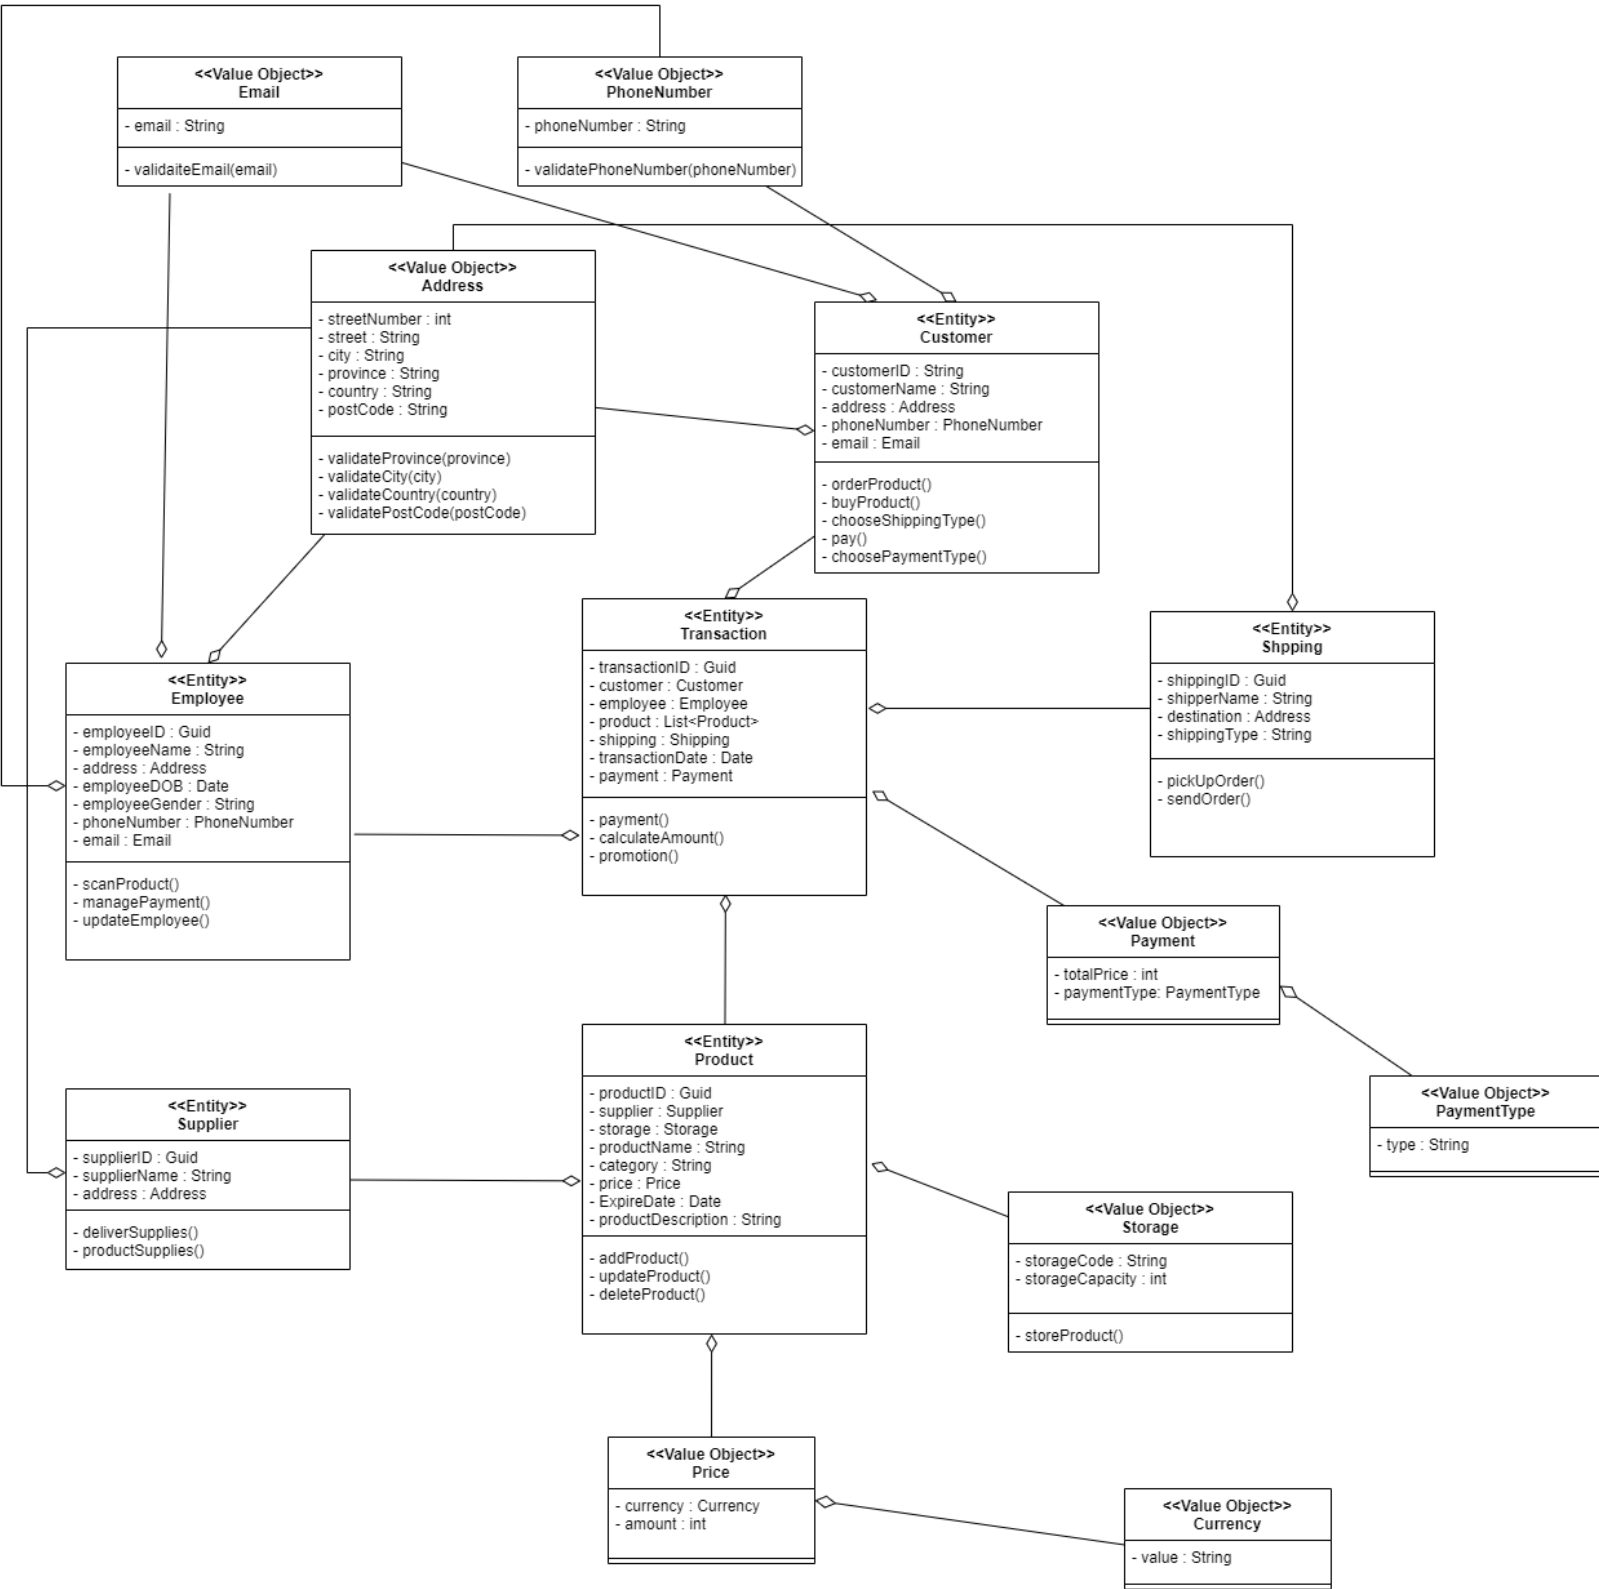 <<Value Object>>
Email
- email : String
- validaiteEmail(email)
<<Value Object>>
PhoneNumber
- phoneNumber : String
- validatePhoneNumber(phoneNumber)
<<Value Object>>
Address
- streetNumber : int
- street : String
- city : String
- province : String
- country : String
- postCode : String
- validateProvince(province)
- validateCity(city)
- validateCountry(country)
- validatePostCode(postCode)
<<Entity>>
Customer
- customerID : String
- customerName : String
- address : Address
- phoneNumber : PhoneNumber
- email : Email
- orderProduct()
- buyProduct()
- chooseShippingType()
- pay()
- choosePaymentType()
<<Entity>>
Transaction
- transactionID : Guid
- customer : Customer
- employee : Employee
- product : List<Product>
- shipping : Shipping
- transactionDate : Date
- payment : Payment
- payment()
- calculateAmount()
- promotion()
<<Entity>>
Shpping
- shippingID : Guid
- shipperName : String
- destination : Address
- shippingType : String
- pickUpOrder()
- sendOrder()
<<Entity>>
Employee
- employeeID : Guid
- employeeName : String
- address : Address
- employeeDOB : Date
- employeeGender : String
- phoneNumber : PhoneNumber
- email : Email
- scanProduct()
- managePayment()
- updateEmployee()
<<Value Object>>
Payment
- totalPrice : int
- paymentType: PaymentType
<<Value Object>>
PaymentType
- type : String
<<Entity>>
Product
- productID : Guid
- supplier : Supplier
- storage : Storage
- productName : String
- category : String
- price : Price
- ExpireDate : Date
- productDescription : String
- addProduct()
- updateProduct()
- deleteProduct()
<<Entity>>
Supplier
- supplierID : Guid
- supplierName : String
- address : Address
- deliverSupplies()
- productSupplies()
<<Value Object>>
Storage
- storageCode : String
- storageCapacity : int
- storeProduct()
<<Value Object>>
Price
- currency : Currency
- amount : int
<<Value Object>>
Currency
- value : String